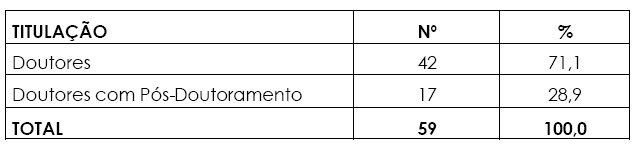 TITULAÇÃO Nº %
Doutores 42 71,1
Doutores com Pós-Doutoramento 17 28,9
TOTAL 59 100,0